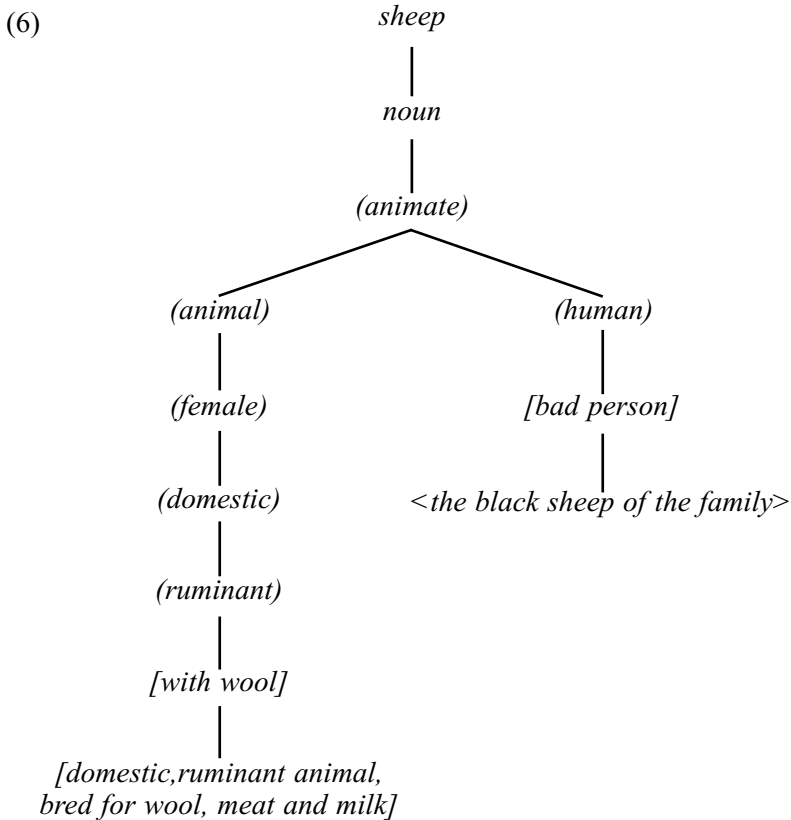 (6)
sheep
noun
(animate)
(animal)
(human)
(female)
[bad person]
(domestic)
<the black sheep of the family>
(ruminant)
[with wool]
[domestic,ruminant animal,
bred for wool, meat and milk]